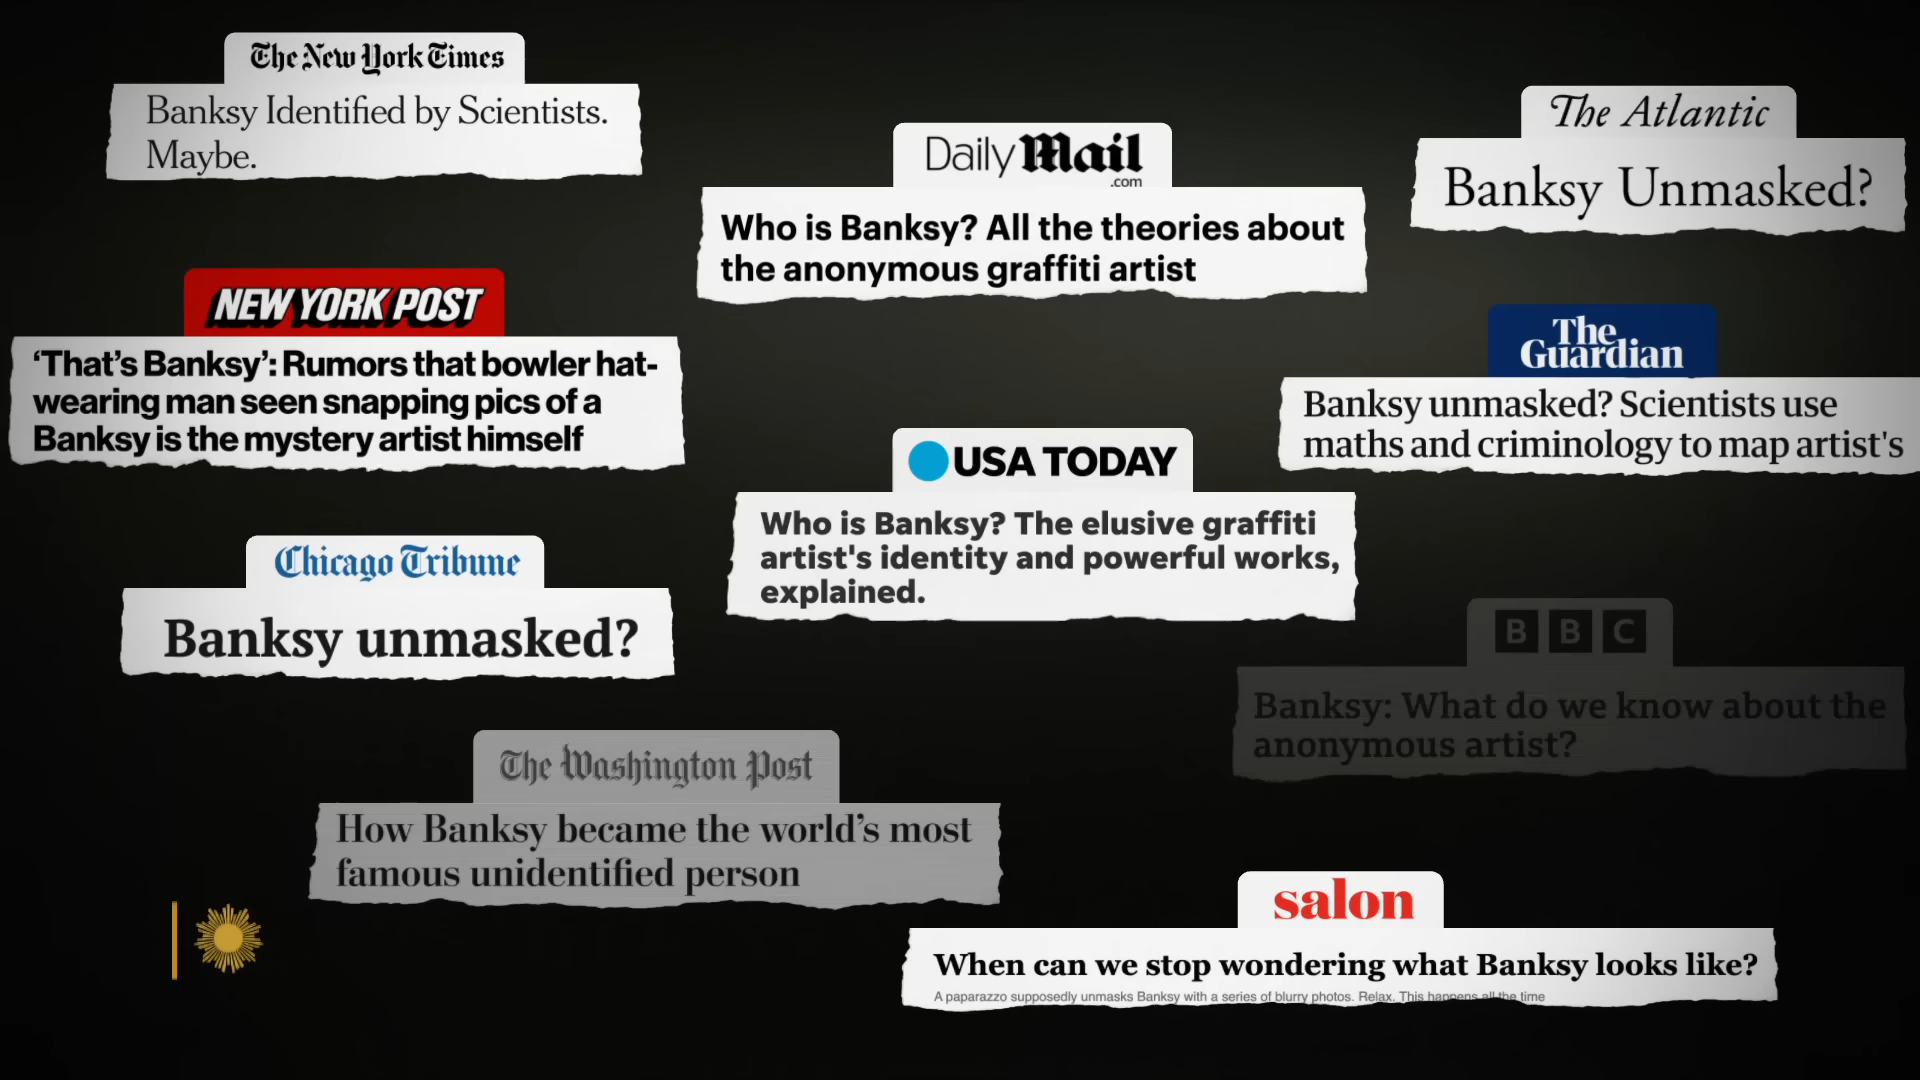 The New York Times
Banksy Identified by Scientists.
Maybe.
Daily Mail
.com
Who is Banksy? All the theories about
the anonymous graffiti artist
The Atlantic
Banksy Unmasked?
NEW YORK POST
‘That’s Banksy’: Rumors that bowler hat-
wearing man seen snapping pics of a
Banksy is the mystery artist himself
The
Guardian
Banksy unmasked? Scientists use
maths and criminology to map artist's
USA TODAY
Who is Banksy? The elusive graffiti
artist's identity and powerful works,
explained.
Chicago Tribune
Banksy unmasked?
BBC
Banksy: What do we know about the
anonymous artist?
The Washington Post
How Banksy became the world’s most
famous unidentified person
salon
When can we stop wondering what Banksy looks like?
A paparazzo supposedly unmasks Banksy with a series of blurry photos. Relax. This happens all the time